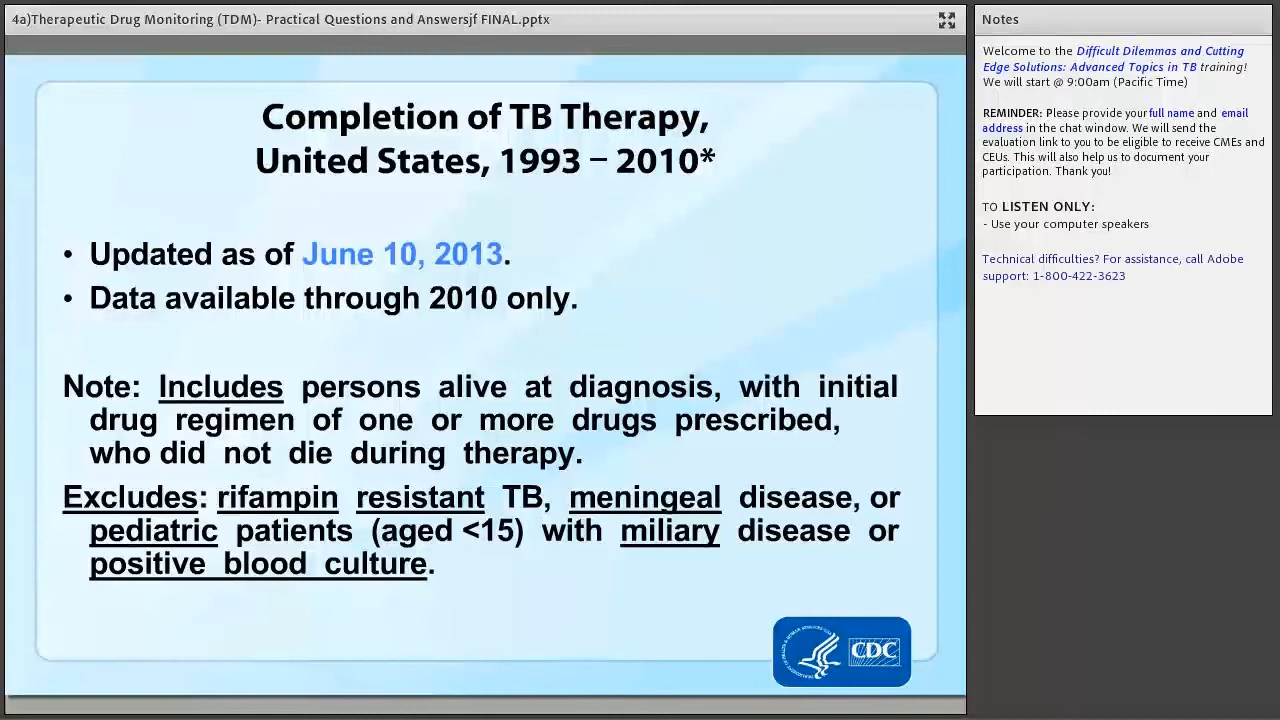 4a)Therapeutic Drug Monitoring (TDM)- Practical Questions and Answersjf FINAL.pptx
Completion of TB Therapy,
United States, 1993 – 2010*
• Updated as of June 10, 2013.
• Data available through 2010 only.
Note: Includes persons alive at diagnosis, with initial
drug regimen of one or more drugs prescribed,
who did not die during therapy.
Excludes: rifampin resistant TB, meningeal disease, or
pediatric patients (aged <15) with miliary disease or
positive blood culture.
CDC
Notes
Welcome to the Difficult Dilemmas and Cutting
Edge Solutions: Advanced Topics in TB training!
We will start @ 9:00am (Pacific Time)
REMINDER: Please provide your full name and email
address in the chat window. We will send the
evaluation link to you to be eligible to receive CMEs and
CEUs. This will also help us to document your
participation. Thank you!
TO LISTEN ONLY:
- Use your computer speakers
Technical difficulties? For assistance, call Adobe
support: 1-800-422-3623